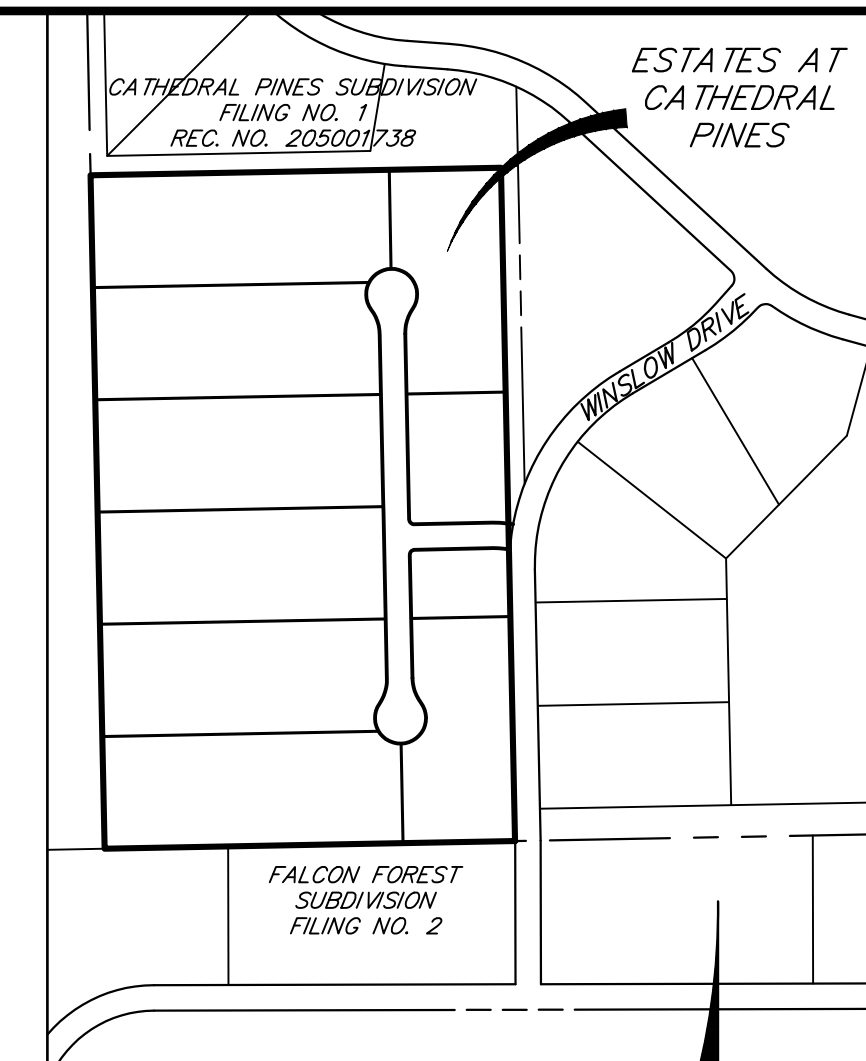 ESTATES AT
CATHEDRAL
PINES
CATHEDRAL PINES SUBDIVISION
FILING NO. 1
REC. NO. 205001738
WINSLOW DRIVE
FALCON FOREST
SUBDIVISION
FILING NO. 2